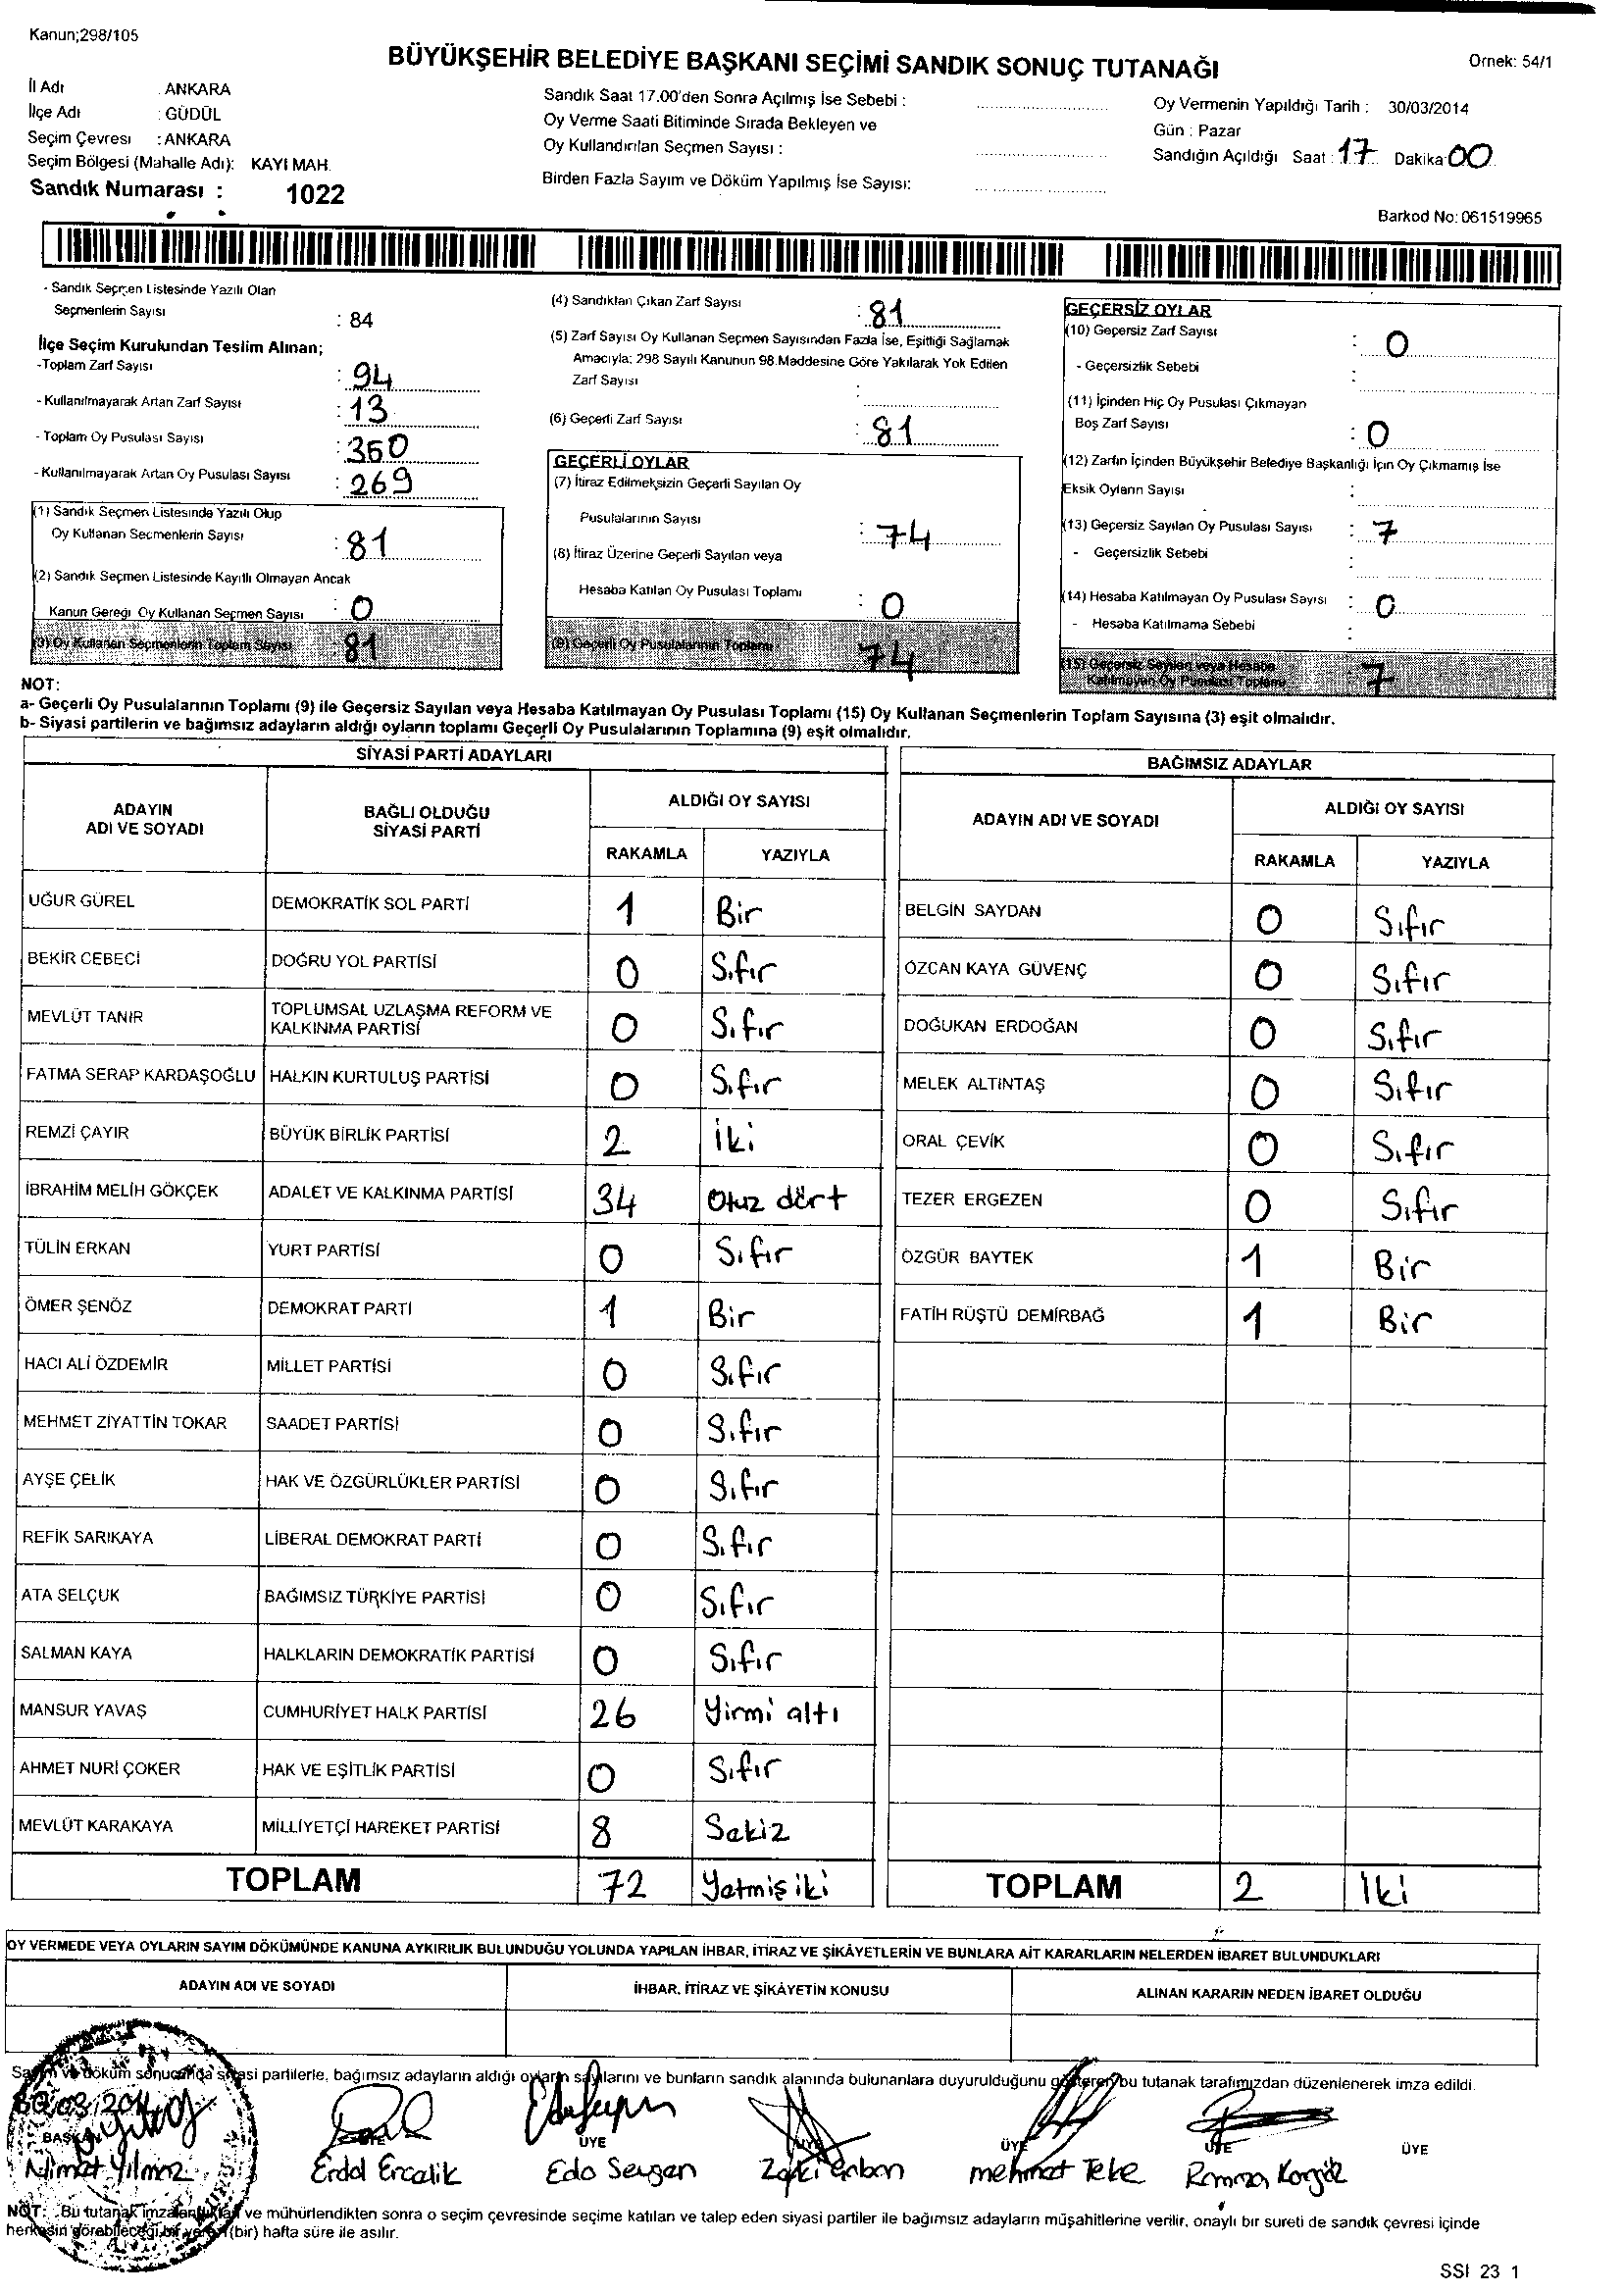 Kanun;298/105
BÜYÜKŞEHİR BELEDİYE BAŞKANI SEÇİMİ SANDIK SONUÇ TUTANAĞI
Örnek: 54/1
İl Adı : ANKARA
İlçe Adı : GÜDÜL
Seçim Çevresi : ANKARA
Seçim Bölgesi (Mahalle Adı): KAYI MAH.
Sandık Numarası : 1022
Sandık Saat 17.00'den Sonra Açılmış İse Sebebi :
Oy Verme Saati Bitiminde Sırada Bekleyen ve
Oy Kullandırılan Seçmen Sayısı :
Birden Fazla Sayım ve Döküm Yapılmış İse Sayısı:
Oy Vermenin Yapıldığı Tarih : 30/03/2014
Gün : Pazar
Sandığın Açıldığı Saat : 17 Dakika 00
Barkod No: 061519965
- Sandık Seçmen Listesinde Yazılı Olan
Seçmenlerin Sayısı : 84
İlçe Seçim Kurulundan Teslim Alınan;
-Toplam Zarf Sayısı : 94
- Kullanılmayarak Artan Zarf Sayısı : 13
- Toplam Oy Pusulası Sayısı : 360
- Kullanılmayarak Artan Oy Pusulası Sayısı : 269
(1) Sandık Seçmen Listesinde Yazılı Olup
Oy Kullanan Seçmenlerin Sayısı : 81
(2) Sandık Seçmen Listesinde Kayıtlı Olmayan Ancak
Kanun Gereği Oy Kullanan Seçmen Sayısı : 0
(3) Oy Kullanan Seçmenlerin Toplam Sayısı : 81
(4) Sandıktan Çıkan Zarf Sayısı : 81
(5) Zarf Sayısı Oy Kullanan Seçmen Sayısından Fazla İse, Eşitliği Sağlamak
Amacıyla; 298 Sayılı Kanunun 98.Maddesine Göre Yakılarak Yok Edilen
Zarf Sayısı :
(6) Geçerli Zarf Sayısı : 81
GEÇERLİ OYLAR
(7) İtiraz Edilmeksizin Geçerli Sayılan Oy
Pusulalarının Sayısı : 74
(8) İtiraz Üzerine Geçerli Sayılan veya
Hesaba Katılan Oy Pusulası Toplamı : 0
(9) Geçerli Oy Pusulalarının Toplamı 74
GEÇERSİZ OYLAR
(10) Geçersiz Zarf Sayısı : 0
- Geçersizlik Sebebi :
(11) İçinden Hiç Oy Pusulası Çıkmayan
Boş Zarf Sayısı : 0
(12) Zarfın İçinden Büyükşehir Belediye Başkanlığı İçin Oy Çıkmamış İse
Eksik Oyların Sayısı :
(13) Geçersiz Sayılan Oy Pusulası Sayısı : 7
- Geçersizlik Sebebi :
(14) Hesaba Katılmayan Oy Pusulası Sayısı : 0
- Hesaba Katılmama Sebebi :
(15) Geçersiz Sayılan veya Hesaba
Katılmayan Oy Pusulası Toplamı 7
NOT:
a- Geçerli Oy Pusulalarının Toplamı (9) ile Geçersiz Sayılan veya Hesaba Katılmayan Oy Pusulası Toplamı (15) Oy Kullanan Seçmenlerin Toplam Sayısına (3) eşit olmalıdır.
b- Siyasi partilerin ve bağımsız adayların aldığı oyların toplamı Geçerli Oy Pusulalarının Toplamına (9) eşit olmalıdır.
SİYASİ PARTİ ADAYLARI
ADAYIN ADI VE SOYADI
BAĞLI OLDUĞU SİYASİ PARTİ
ALDIĞI OY SAYISI
RAKAMLA YAZIYLA
UĞUR GÜREL DEMOKRATİK SOL PARTİ 1 Bir
BEKİR CEBECİ DOĞRU YOL PARTİSİ 0 Sıfır
MEVLÜT TANIR TOPLUMSAL UZLAŞMA REFORM VE KALKINMA PARTİSİ 0 Sıfır
FATMA SERAP KARDAŞOĞLU HALKIN KURTULUŞ PARTİSİ 0 Sıfır
REMZİ ÇAYIR BÜYÜK BİRLİK PARTİSİ 2 iki
İBRAHİM MELİH GÖKÇEK ADALET VE KALKINMA PARTİSİ 34 Otuz dört
TÜLİN ERKAN YURT PARTİSİ 0 Sıfır
ÖMER ŞENÖZ DEMOKRAT PARTİ 1 Bir
HACI ALİ ÖZDEMİR MİLLET PARTİSİ 0 Sıfır
MEHMET ZİYATTİN TOKAR SAADET PARTİSİ 0 Sıfır
AYŞE ÇELİK HAK VE ÖZGÜRLÜKLER PARTİSİ 0 Sıfır
REFİK SARIKAYA LİBERAL DEMOKRAT PARTİ 0 Sıfır
ATA SELÇUK BAĞIMSIZ TÜRKİYE PARTİSİ 0 Sıfır
SALMAN KAYA HALKLARIN DEMOKRATİK PARTİSİ 0 Sıfır
MANSUR YAVAŞ CUMHURİYET HALK PARTİSİ 26 Yirmi altı
AHMET NURİ ÇOKER HAK VE EŞİTLİK PARTİSİ 0 Sıfır
MEVLÜT KARAKAYA MİLLİYETÇİ HAREKET PARTİSİ 8 Sekiz
TOPLAM 72 Yetmiş iki
BAĞIMSIZ ADAYLAR
ADAYIN ADI VE SOYADI
ALDIĞI OY SAYISI
RAKAMLA YAZIYLA
BELGİN SAYDAN 0 Sıfır
ÖZCAN KAYA GÜVENÇ 0 Sıfır
DOĞUKAN ERDOĞAN 0 Sıfır
MELEK ALTINTAŞ 0 Sıfır
ORAL ÇEVİK 0 Sıfır
TEZER ERGEZEN 0 Sıfır
ÖZGÜR BAYTEK 1 Bir
FATİH RÜŞTÜ DEMİRBAĞ 1 Bir
TOPLAM 2 İki
OY VERMEDE VEYA OYLARIN SAYIM DÖKÜMÜNDE KANUNA AYKIRILIK BULUNDUĞU YOLUNDA YAPILAN İHBAR, İTİRAZ VE ŞİKÂYETLERİN VE BUNLARA AİT KARARLARIN NELERDEN İBARET BULUNDUKLARI
ADAYIN ADI VE SOYADI İHBAR, İTİRAZ VE ŞİKÂYETİN KONUSU ALINAN KARARIN NEDEN İBARET OLDUĞU
Sayım ve döküm sonucunda siyasi partilerle, bağımsız adayların aldığı oyların sayılarını ve bunların sandık alanında bulunanlara duyurulduğunu gösteren bu tutanak tarafımızdan düzenlenerek imza edildi.
30.03.2014
BAŞKAN ÜYE ÜYE ÜYE ÜYE ÜYE ÜYE
Nimet Yılmaz Erdal Ercelik Eda Seygen Zeki mehmet Teke
NOT: Bu tutanak imzalandıktan ve mühürlendikten sonra o seçim çevresinde seçime katılan ve talep eden siyasi partiler ile bağımsız adayların müşahitlerine verilir, onaylı bir sureti de sandık çevresi içinde
herkesin görebileceği bir yere (bir) hafta süre ile asılır.
SSI 23 1